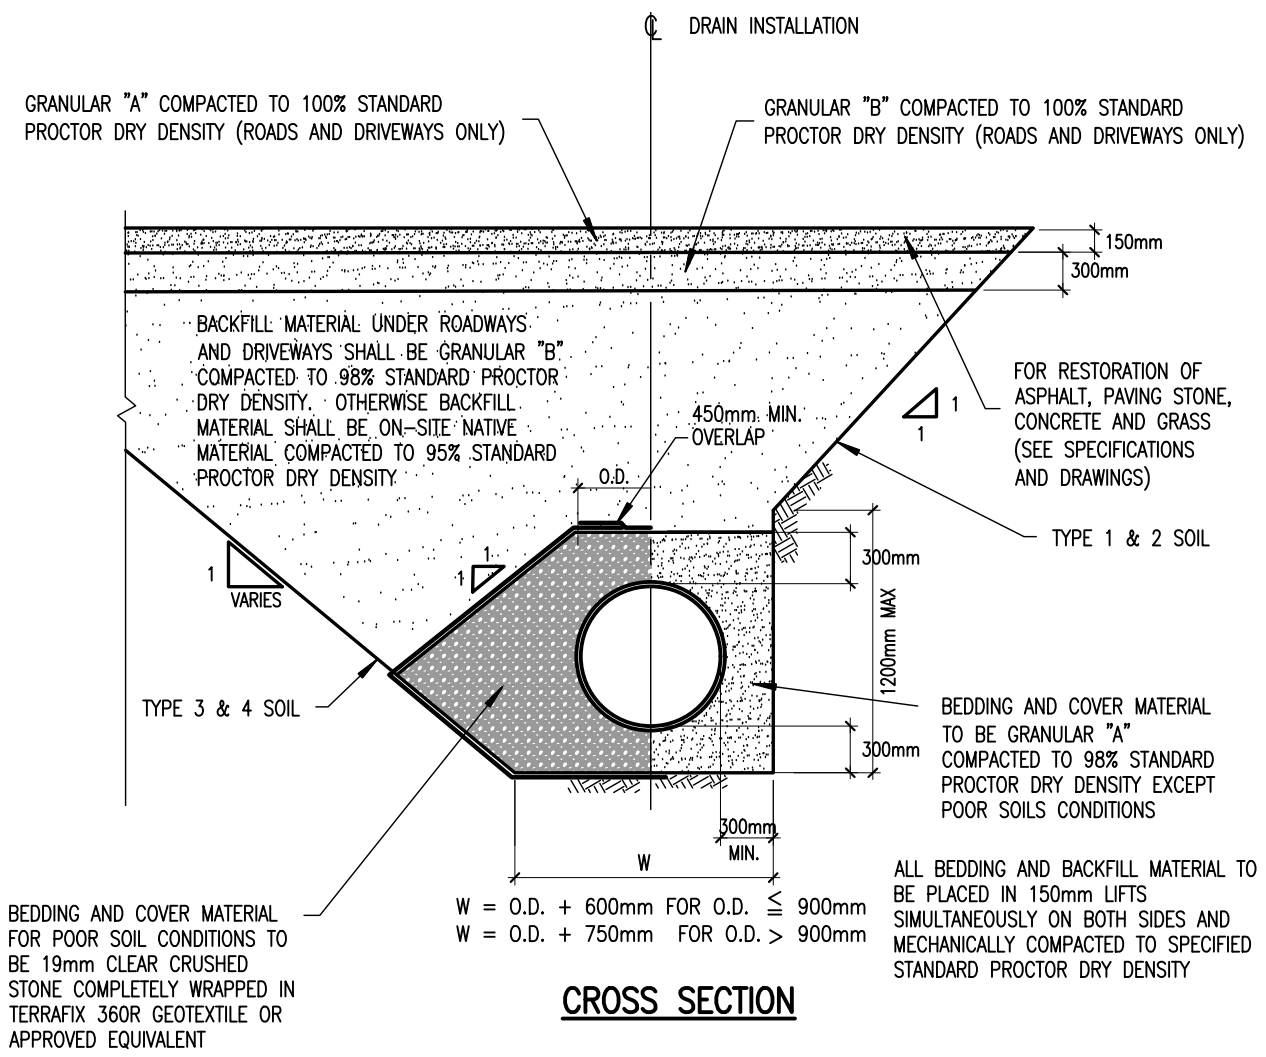 ℄ DRAIN INSTALLATION
GRANULAR "A" COMPACTED TO 100% STANDARD
PROCTOR DRY DENSITY (ROADS AND DRIVEWAYS ONLY)
GRANULAR "B" COMPACTED TO 100% STANDARD
PROCTOR DRY DENSITY (ROADS AND DRIVEWAYS ONLY)
150mm
300mm
BACKFILL MATERIAL UNDER ROADWAYS
AND DRIVEWAYS SHALL BE GRANULAR "B"
COMPACTED TO 98% STANDARD PROCTOR
DRY DENSITY. OTHERWISE BACKFILL
MATERIAL SHALL BE ON-SITE NATIVE
MATERIAL COMPACTED TO 95% STANDARD
PROCTOR DRY DENSITY
450mm MIN.
OVERLAP
O.D.
1
1
FOR RESTORATION OF
ASPHALT, PAVING STONE,
CONCRETE AND GRASS
(SEE SPECIFICATIONS
AND DRAWINGS)
TYPE 1 & 2 SOIL
1
VARIES
1
1
300mm
1200mm MAX
300mm
TYPE 3 & 4 SOIL
BEDDING AND COVER MATERIAL
TO BE GRANULAR "A"
COMPACTED TO 98% STANDARD
PROCTOR DRY DENSITY EXCEPT
POOR SOILS CONDITIONS
300mm
MIN.
W
W = O.D. + 600mm FOR O.D. ≦ 900mm
W = O.D. + 750mm FOR O.D. > 900mm
ALL BEDDING AND BACKFILL MATERIAL TO
BE PLACED IN 150mm LIFTS
SIMULTANEOUSLY ON BOTH SIDES AND
MECHANICALLY COMPACTED TO SPECIFIED
STANDARD PROCTOR DRY DENSITY
BEDDING AND COVER MATERIAL
FOR POOR SOIL CONDITIONS TO
BE 19mm CLEAR CRUSHED
STONE COMPLETELY WRAPPED IN
TERRAFIX 360R GEOTEXTILE OR
APPROVED EQUIVALENT
CROSS SECTION